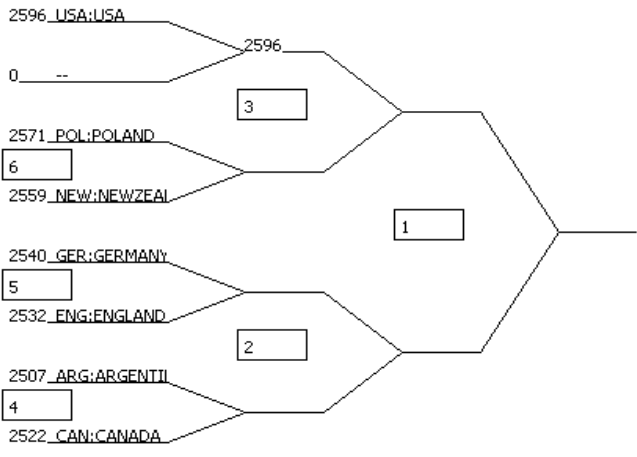 2596 USA:USA
2596
0 --
3
2571 POL:POLAND
6
2559 NEW:NEWZEAL
1
2540 GER:GERMANY
5
2532 ENG:ENGLAND
2
2507 ARG:ARGENTII
4
2522 CAN:CANADA